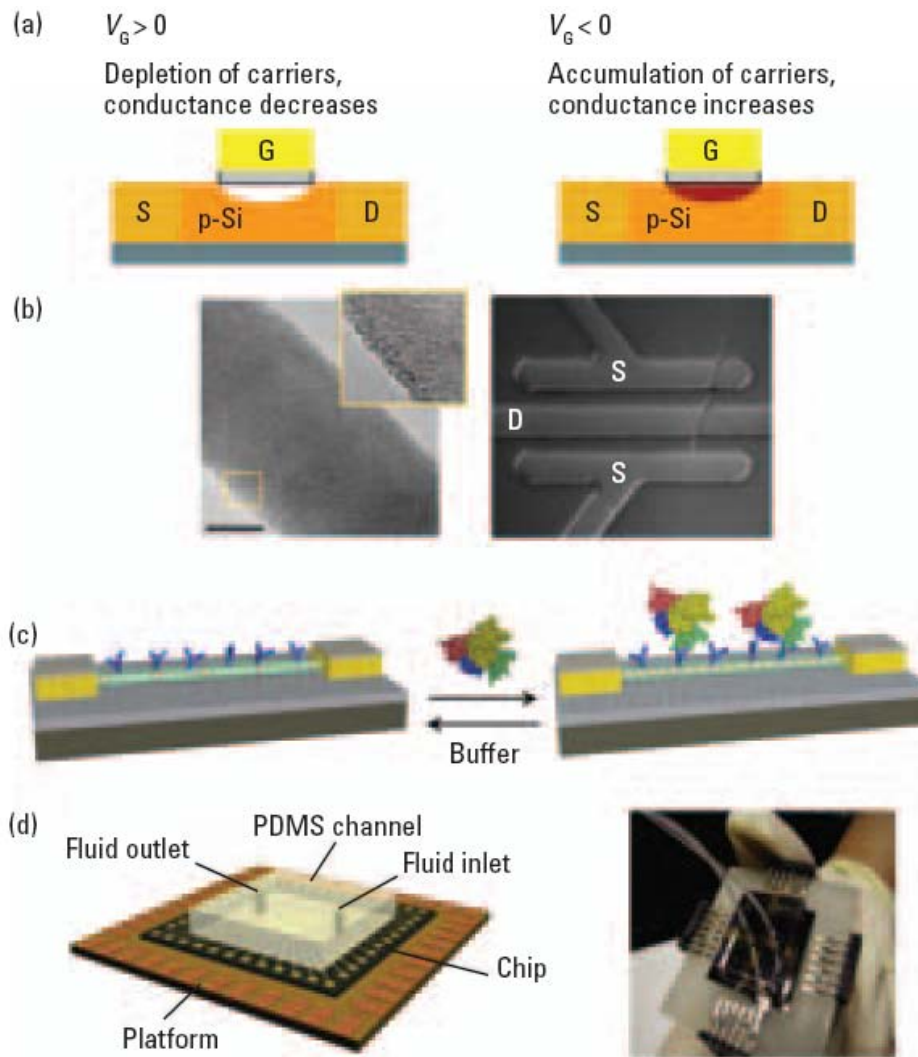 (a)
V_G > 0
V_G < 0
Depletion of carriers,
conductance decreases
Accumulation of carriers,
conductance increases
G
S
p-Si
D
G
S
p-Si
D
(b)
S
D
S
(c)
Buffer
(d)
PDMS channel
Fluid outlet
Fluid inlet
Chip
Platform